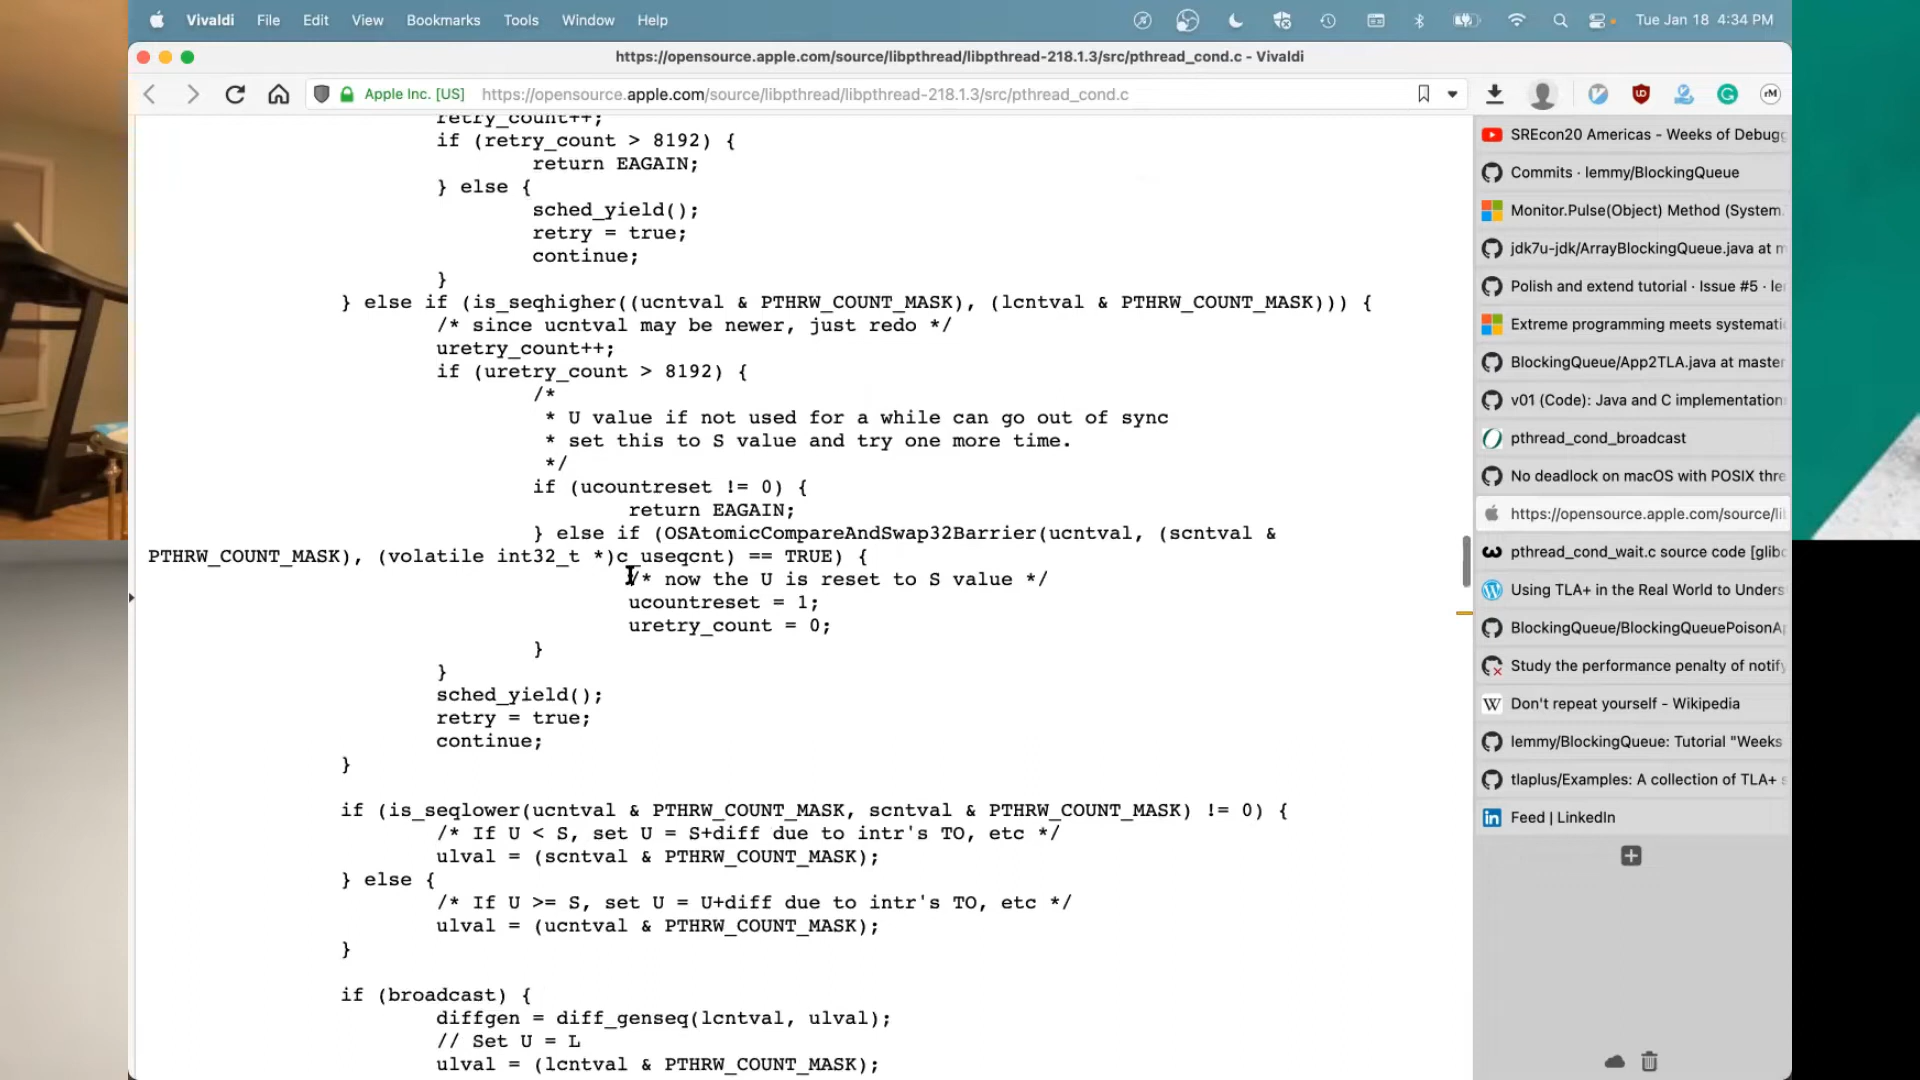 Vivaldi File Edit View Bookmarks Tools Window Help Tue Jan 18 4:34 PM
https://opensource.apple.com/source/libpthread/libpthread-218.1.3/src/pthread_cond.c - Vivaldi
Apple Inc. [US] https://opensource.apple.com/source/libpthread/libpthread-218.1.3/src/pthread_cond.c
retry_count++;
if (retry_count > 8192) {
return EAGAIN;
} else {
sched_yield();
retry = true;
continue;
}
} else if (is_seqhigher((ucntval & PTHRW_COUNT_MASK), (lcntval & PTHRW_COUNT_MASK))) {
/* since ucntval may be newer, just redo */
uretry_count++;
if (uretry_count > 8192) {
/*
* U value if not used for a while can go out of sync
* set this to S value and try one more time.
*/
if (ucountreset != 0) {
return EAGAIN;
} else if (OSAtomicCompareAndSwap32Barrier(ucntval, (scntval &
PTHRW_COUNT_MASK), (volatile int32_t *)c_useqcnt) == TRUE) {
/* now the U is reset to S value */
ucountreset = 1;
uretry_count = 0;
}
}
sched_yield();
retry = true;
continue;
}
if (is_seqlower(ucntval & PTHRW_COUNT_MASK, scntval & PTHRW_COUNT_MASK) != 0) {
/* If U < S, set U = S+diff due to intr's TO, etc */
ulval = (scntval & PTHRW_COUNT_MASK);
} else {
/* If U >= S, set U = U+diff due to intr's TO, etc */
ulval = (ucntval & PTHRW_COUNT_MASK);
}
if (broadcast) {
diffgen = diff_genseq(lcntval, ulval);
// Set U = L
ulval = (lcntval & PTHRW_COUNT_MASK);
SREcon20 Americas - Weeks of Debugg
Commits · lemmy/BlockingQueue
Monitor.Pulse(Object) Method (System.
jdk7u-jdk/ArrayBlockingQueue.java at m
Polish and extend tutorial · Issue #5 · le
Extreme programming meets systemati
BlockingQueue/App2TLA.java at master
v01 (Code): Java and C implementation
pthread_cond_broadcast
No deadlock on macOS with POSIX thre
https://opensource.apple.com/source/li
pthread_cond_wait.c source code [glibc
Using TLA+ in the Real World to Unders
BlockingQueue/BlockingQueuePoisonA
Study the performance penalty of notify
W Don't repeat yourself - Wikipedia
lemmy/BlockingQueue: Tutorial "Weeks
tlaplus/Examples: A collection of TLA+ s
in Feed | LinkedIn